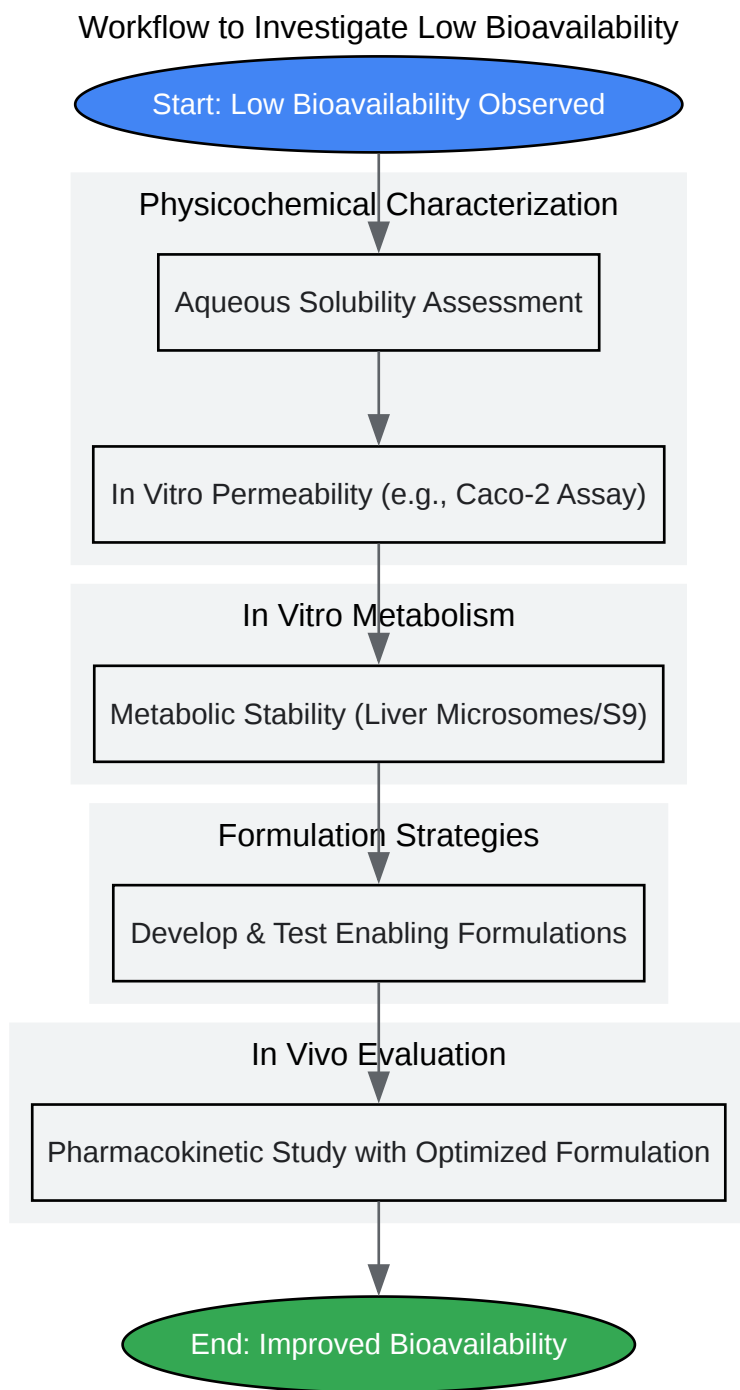 Workflow to Investigate Low Bioavailability
Start: Low Bioavailability Observed
Physicochemical Characterization
Aqueous Solubility Assessment
In Vitro Permeability (e.g., Caco-2 Assay)
In Vitro Metabolism
Metabolic Stability (Liver Microsomes/S9)
Formulation Strategies
Develop & Test Enabling Formulations
In Vivo Evaluation
Pharmacokinetic Study with Optimized Formulation
End: Improved Bioavailability